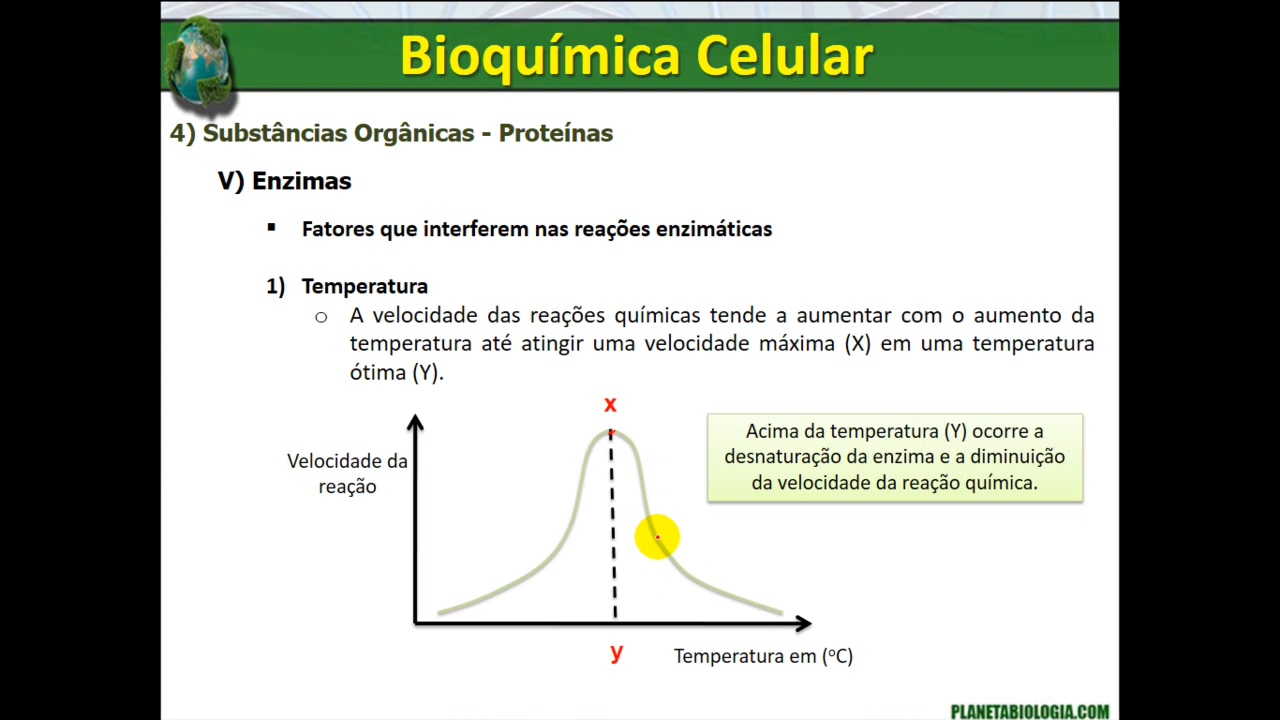 Bioquímica Celular
4) Substâncias Orgânicas - Proteínas
V) Enzimas
▪ Fatores que interferem nas reações enzimáticas
1) Temperatura
o A velocidade das reações químicas tende a aumentar com o aumento da
temperatura até atingir uma velocidade máxima (X) em uma temperatura
ótima (Y).
x
Velocidade da
reação
Acima da temperatura (Y) ocorre a
desnaturação da enzima e a diminuição
da velocidade da reação química.
y
Temperatura em (ºC)
PLANETABIOLOGIA.COM